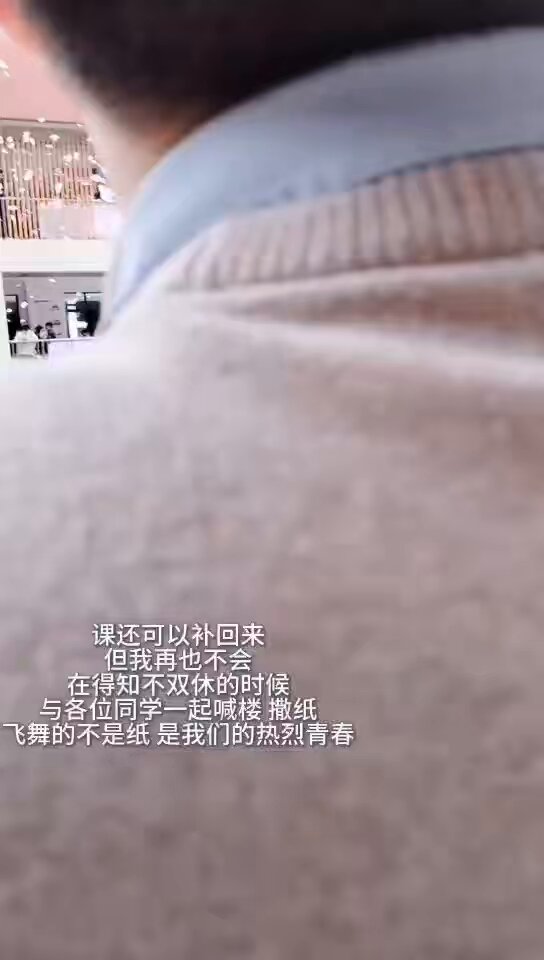 课还可以补回来
但我再也不会
在得知不双休的时候
与各位同学一起喊楼 撒纸
飞舞的不是纸 是我们的热烈青春